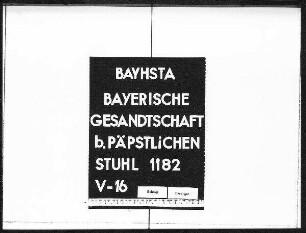 BAYHSTA
BAYERISCHE
GESANDTSCHAFT
b. PÄPSTLICHEN
STUHL 1182
V-16